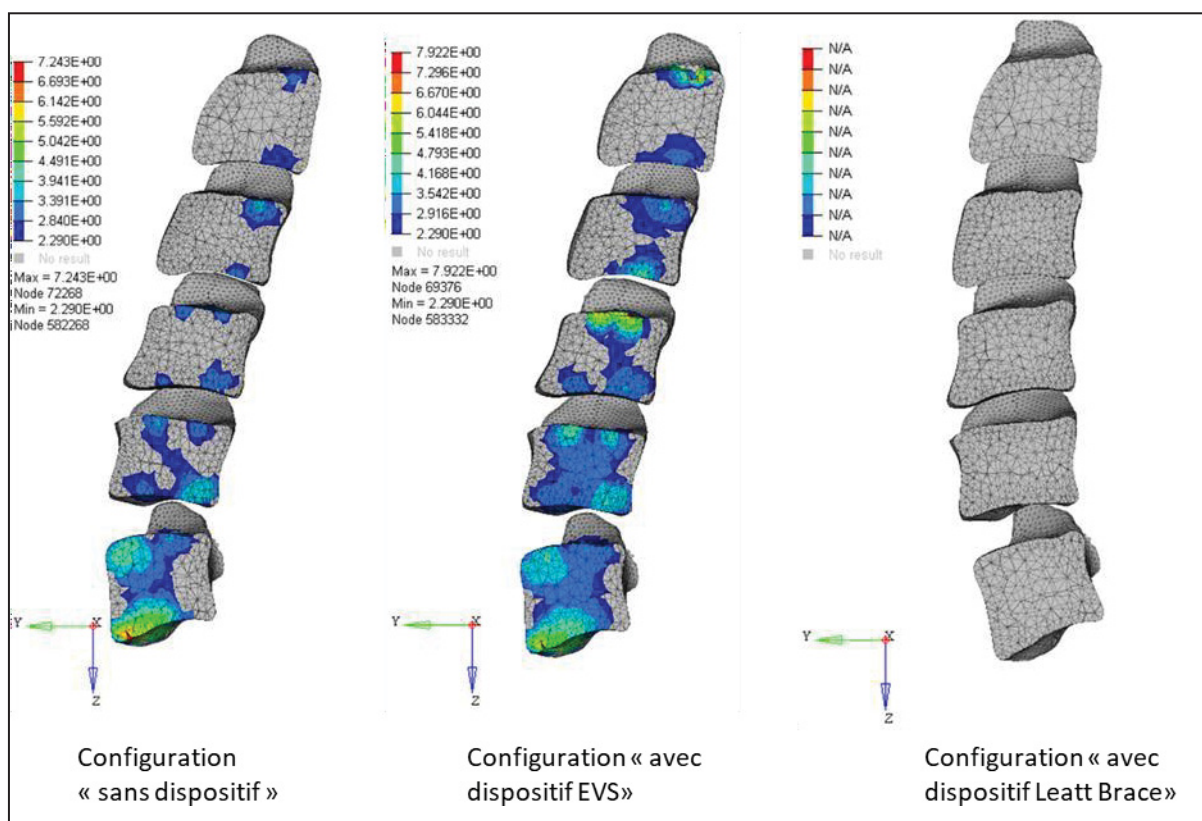 7.243E+00
6.693E+00
6.142E+00
5.592E+00
5.042E+00
4.491E+00
3.941E+00
3.391E+00
2.840E+00
2.290E+00
No result
Max = 7.243E+00
Node 72268
Min = 2.290E+00
Node 582268
Y
X
Z
Configuration
« sans dispositif »
7.922E+00
7.296E+00
6.670E+00
6.044E+00
5.418E+00
4.793E+00
4.168E+00
3.542E+00
2.916E+00
2.290E+00
No result
Max = 7.922E+00
Node 69376
Min = 2.290E+00
Node 583332
Y
X
Z
Configuration « avec
dispositif EVS»
N/A
N/A
N/A
N/A
N/A
N/A
N/A
N/A
N/A
N/A
No result
Y
X
Z
Configuration « avec
dispositif Leatt Brace»